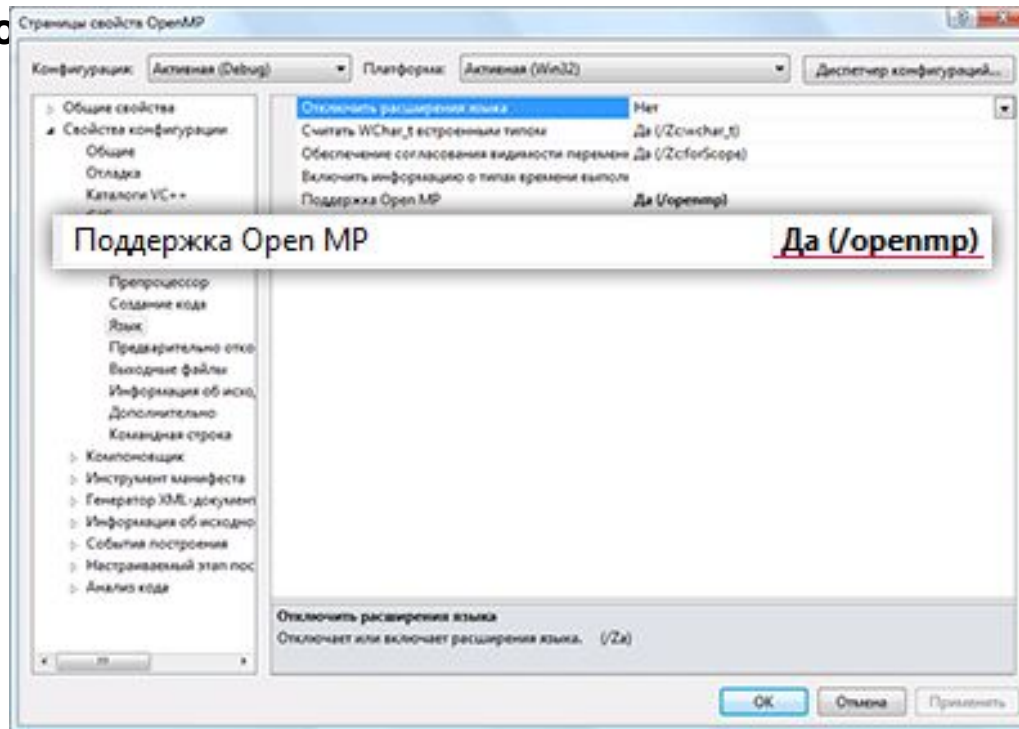 Страницы свойств OpenMP
Конфигурация: Активная (Debug) Платформа: Активная (Win32) Диспетчер конфигураций...
Общие свойства
Свойства конфигурации
Общие
Отладка
Каталоги VC++
Препроцессор
Создание кода
Язык
Предварительно отко
Выходные файлы
Информация об исхо,
Дополнительно
Командная строка
Компоновщик
Инструмент манифеста
Генератор XML-документ
Информация об исходно
События построения
Настраиваемый этап пос
Анализ кода
Отключить расширения языка Нет
Считать WChar_t встроенным типом Да (/Zc:wchar_t)
Обеспечение согласования видимости перемен Да (/Zc:forScope)
Включить информацию о типах времени выполн
Поддержка Open MP Да (/openmp)
Поддержка Open MP Да (/openmp)
Отключить расширения языка
Отключает или включает расширения языка. (/Za)
OK Отмена Применить